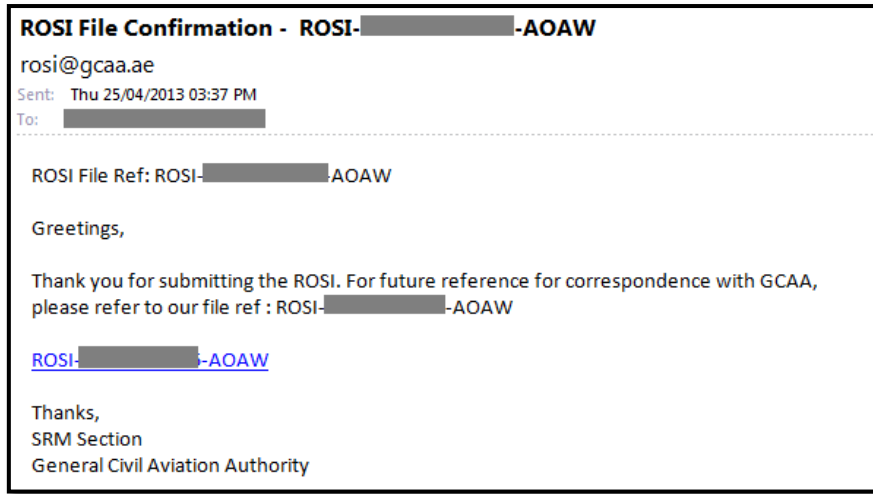 ROSI File Confirmation - ROSI- -AOAW
rosi@gcaa.ae
Sent: Thu 25/04/2013 03:37 PM
To:
ROSI File Ref: ROSI- -AOAW
Greetings,
Thank you for submitting the ROSI. For future reference for correspondence with GCAA,
please refer to our file ref : ROSI- -AOAW
ROSI- -AOAW
Thanks,
SRM Section
General Civil Aviation Authority